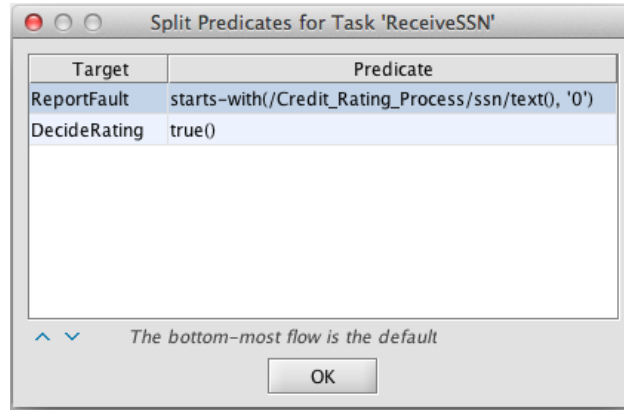 Split Predicates for Task 'ReceiveSSN'
Target Predicate
ReportFault starts-with(/Credit_Rating_Process/ssn/text(), '0')
DecideRating true()
The bottom-most flow is the default
OK